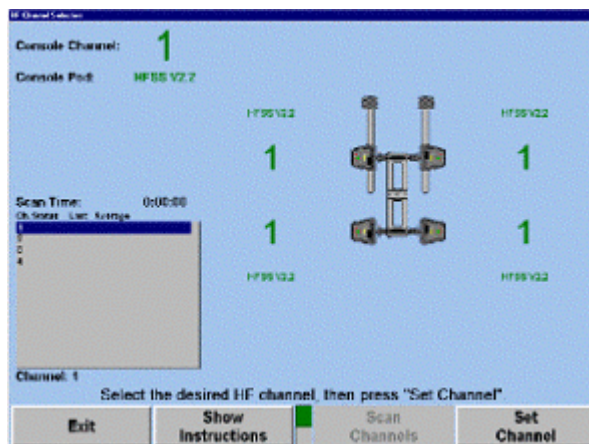 HF Channel Selection
Console Channel: 1
Console Pod: HFSS V2.2
HFSS V2.2 HFSS V2.2
1 1
Scan Time: 0:00:00
Ch. Status Last Average
1
2
3
4
1 1
HFSS V2.2 HFSS V2.2
Channel: 1
Select the desired HF channel, then press "Set Channel".
Exit
Show Instructions
Scan Channels
Set Channel